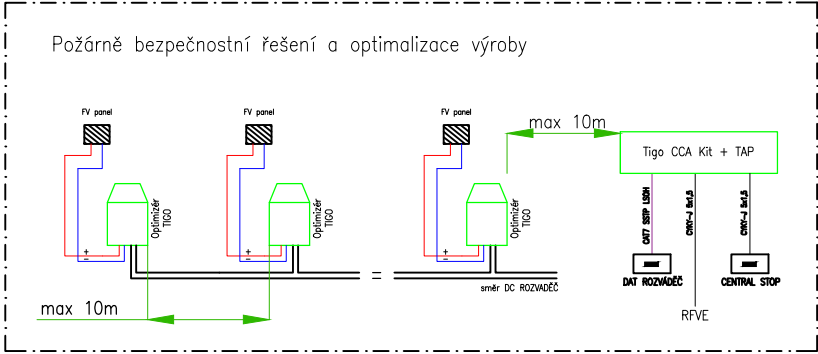 Požárně bezpečnostní řešení a optimalizace výroby
FV panel
FV panel
FV panel
max 10m
Tigo CCA Kit + TAP
Optimizér
TIGO
Optimizér
TIGO
Optimizér
TIGO
CAT7 SSTP LSOH
CYKY-J 5x1,5
CYKY-J 5x1,5
+
−
+
−
+
−
=
směr DC ROZVADĚČ
DAT ROZVÁDĚČ
CENTRAL STOP
max 10m
RFVE